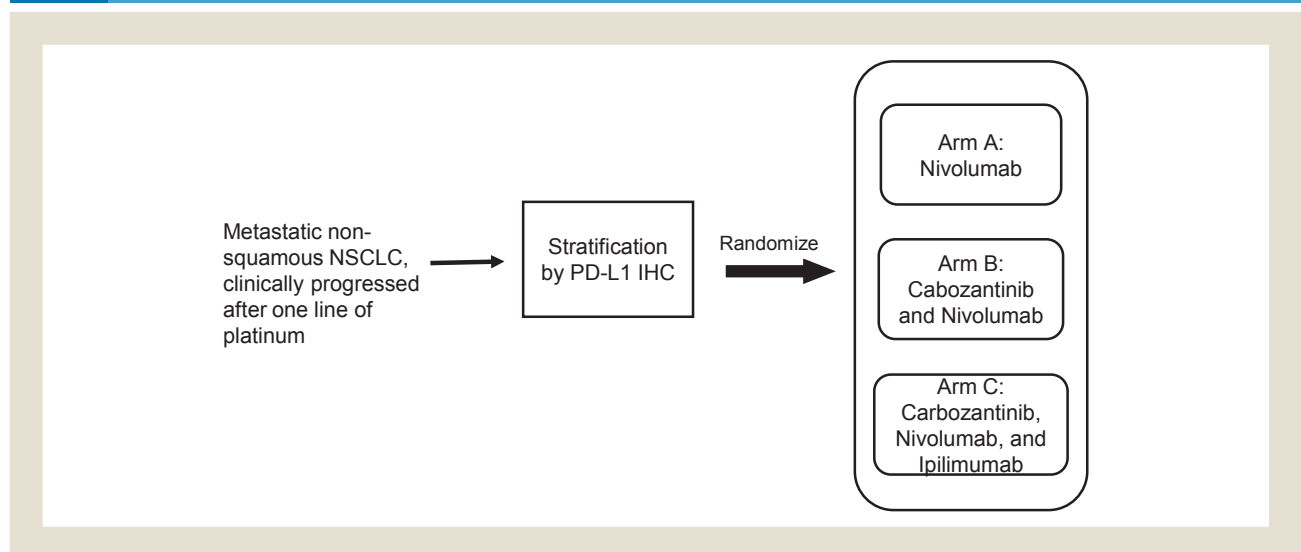 Metastatic non-
squamous NSCLC,
clinically progressed
after one line of
platinum
Stratification
by PD-L1 IHC
Randomize
Arm A:
Nivolumab
Arm B:
Cabozantinib
and Nivolumab
Arm C:
Carbozantinib,
Nivolumab, and
Ipilimumab